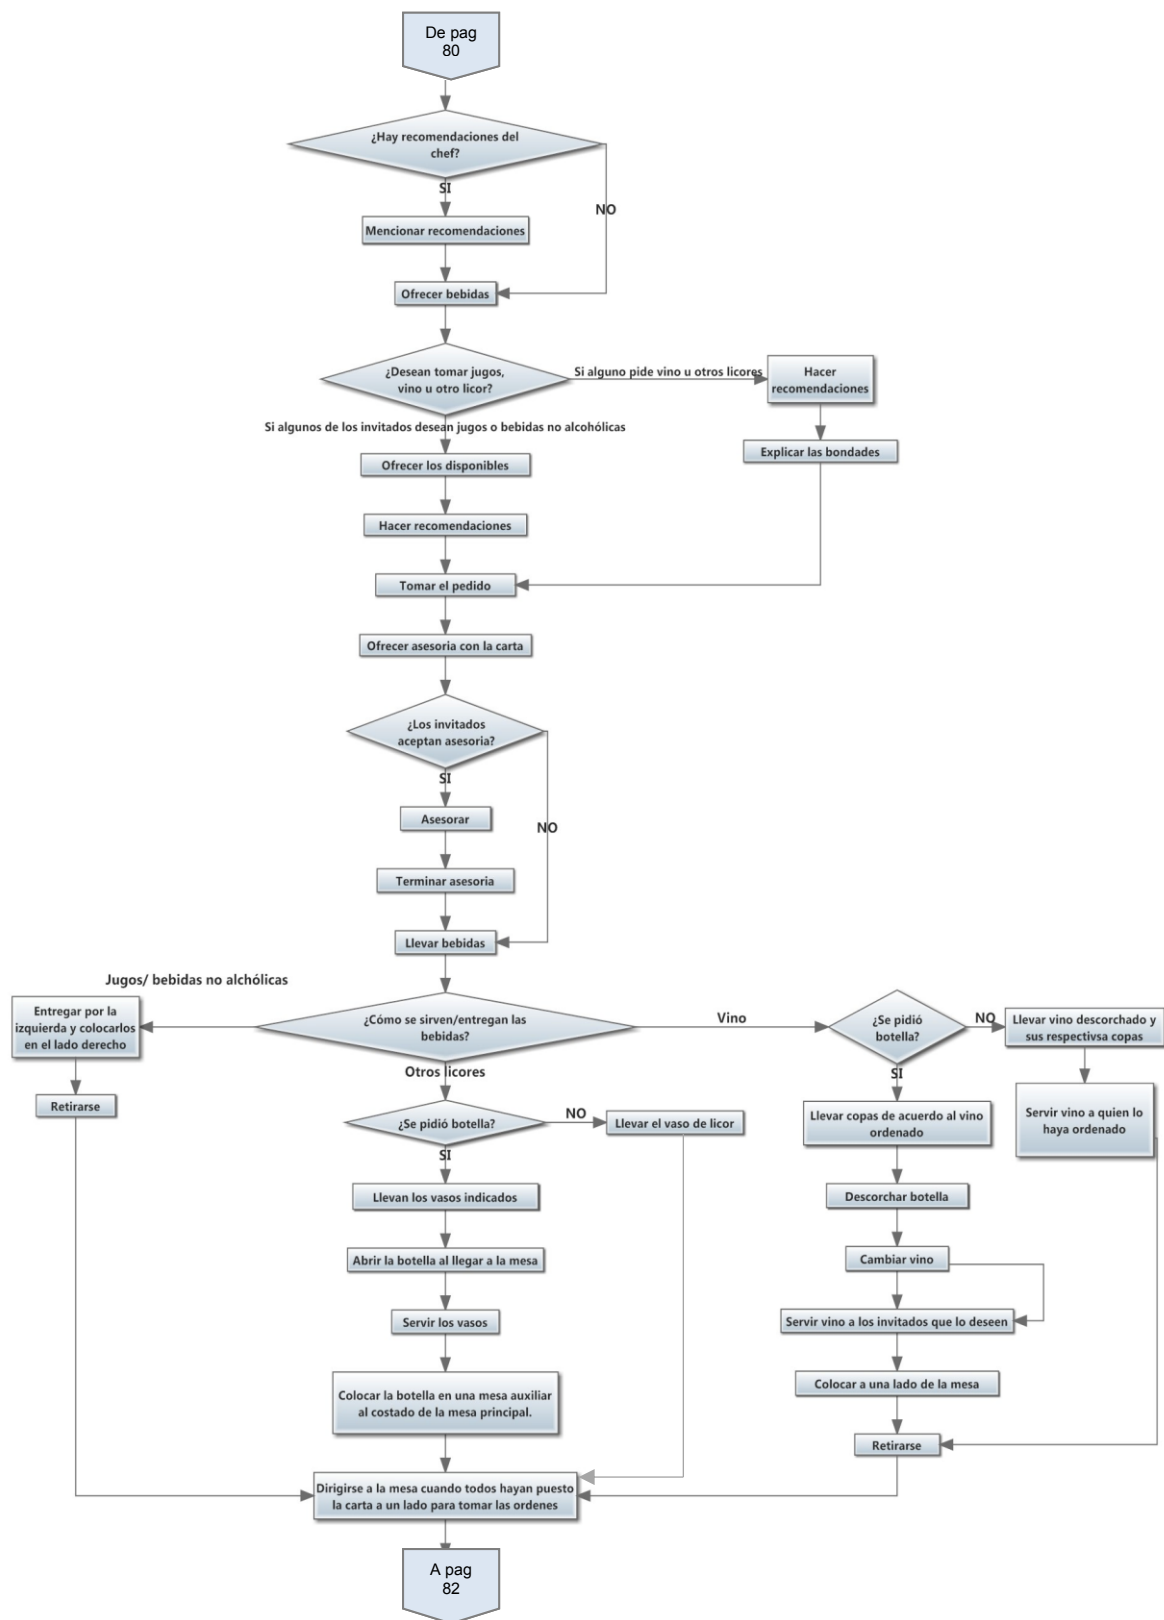 De pag
80
¿Hay recomendaciones del
chef?
SI
NO
Mencionar recomendaciones
Ofrecer bebidas
¿Desean tomar jugos,
vino u otro licor?
Si alguno pide vino u otros licores
Hacer
recomendaciones
Si algunos de los invitados desean jugos o bebidas no alcohólicas
Explicar las bondades
Ofrecer los disponibles
Hacer recomendaciones
Tomar el pedido
Ofrecer asesoria con la carta
¿Los invitados
aceptan asesoria?
SI
NO
Asesorar
Terminar asesoria
Llevar bebidas
Jugos/ bebidas no alchólicas
Entregar por la
izquierda y colocarlos
en el lado derecho
Retirarse
¿Cómo se sirven/entregan las
bebidas?
Vino
¿Se pidió
botella?
NO
Llevar vino descorchado y
sus respectivsa copas
Servir vino a quien lo
haya ordenado
SI
Llevar copas de acuerdo al vino
ordenado
Descorchar botella
Cambiar vino
Servir vino a los invitados que lo deseen
Colocar a una lado de la mesa
Retirarse
Otros licores
¿Se pidió botella?
NO
Llevar el vaso de licor
SI
Llevan los vasos indicados
Abrir la botella al llegar a la mesa
Servir los vasos
Colocar la botella en una mesa auxiliar
al costado de la mesa principal.
Dirigirse a la mesa cuando todos hayan puesto
la carta a un lado para tomar las ordenes
A pag
82